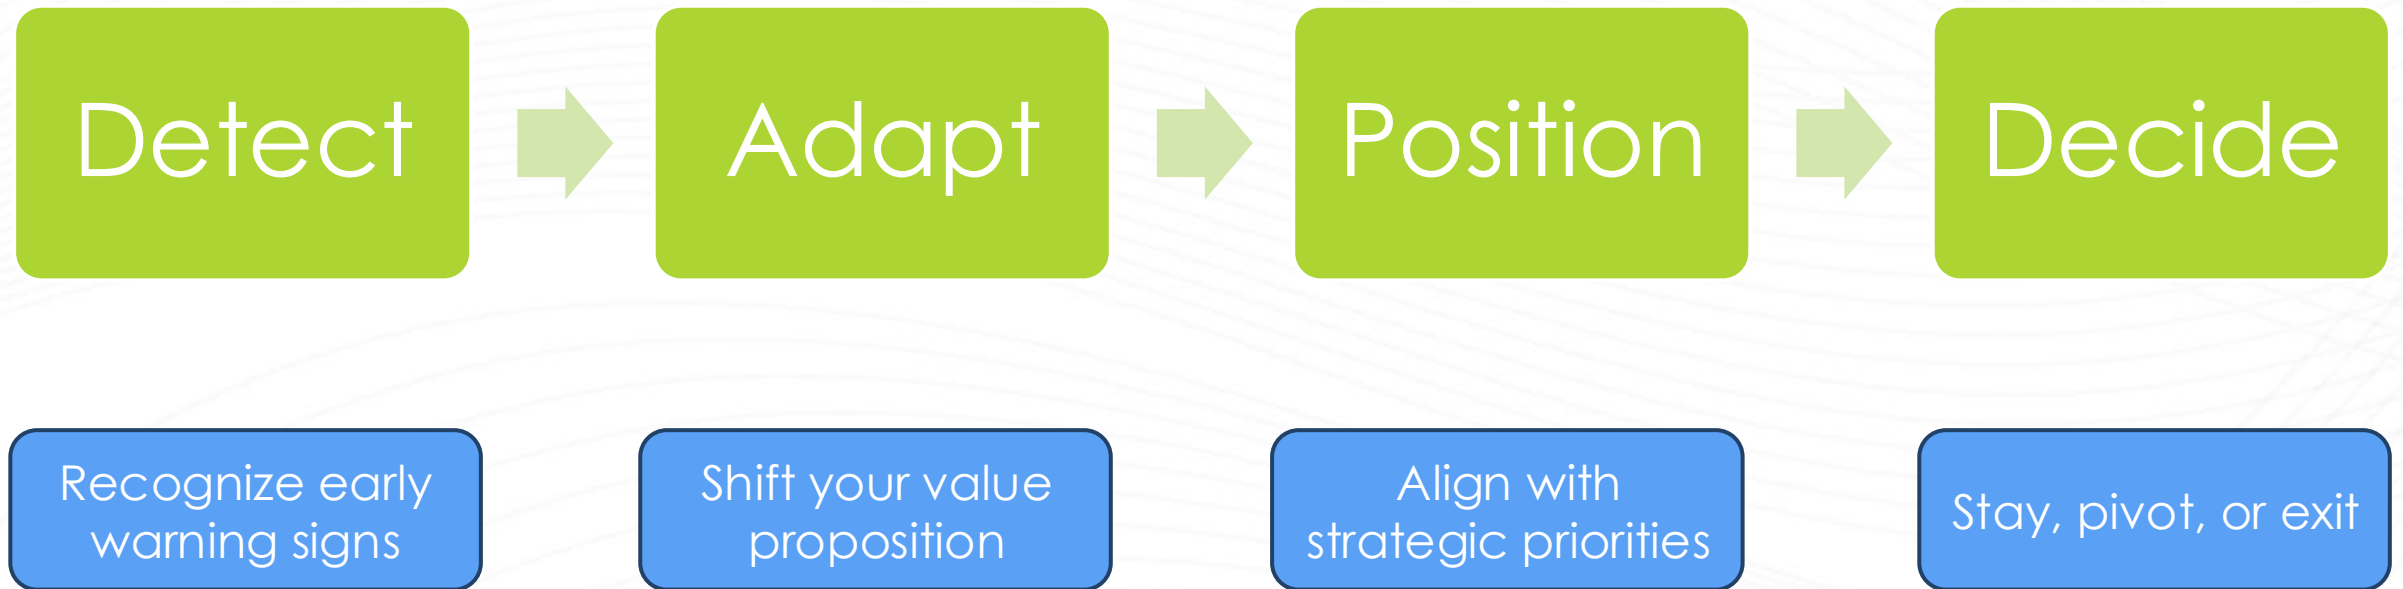 Detect
Adapt
Position
Decide
Recognize early
warning signs
Shift your value
proposition
Align with
strategic priorities
Stay, pivot, or exit